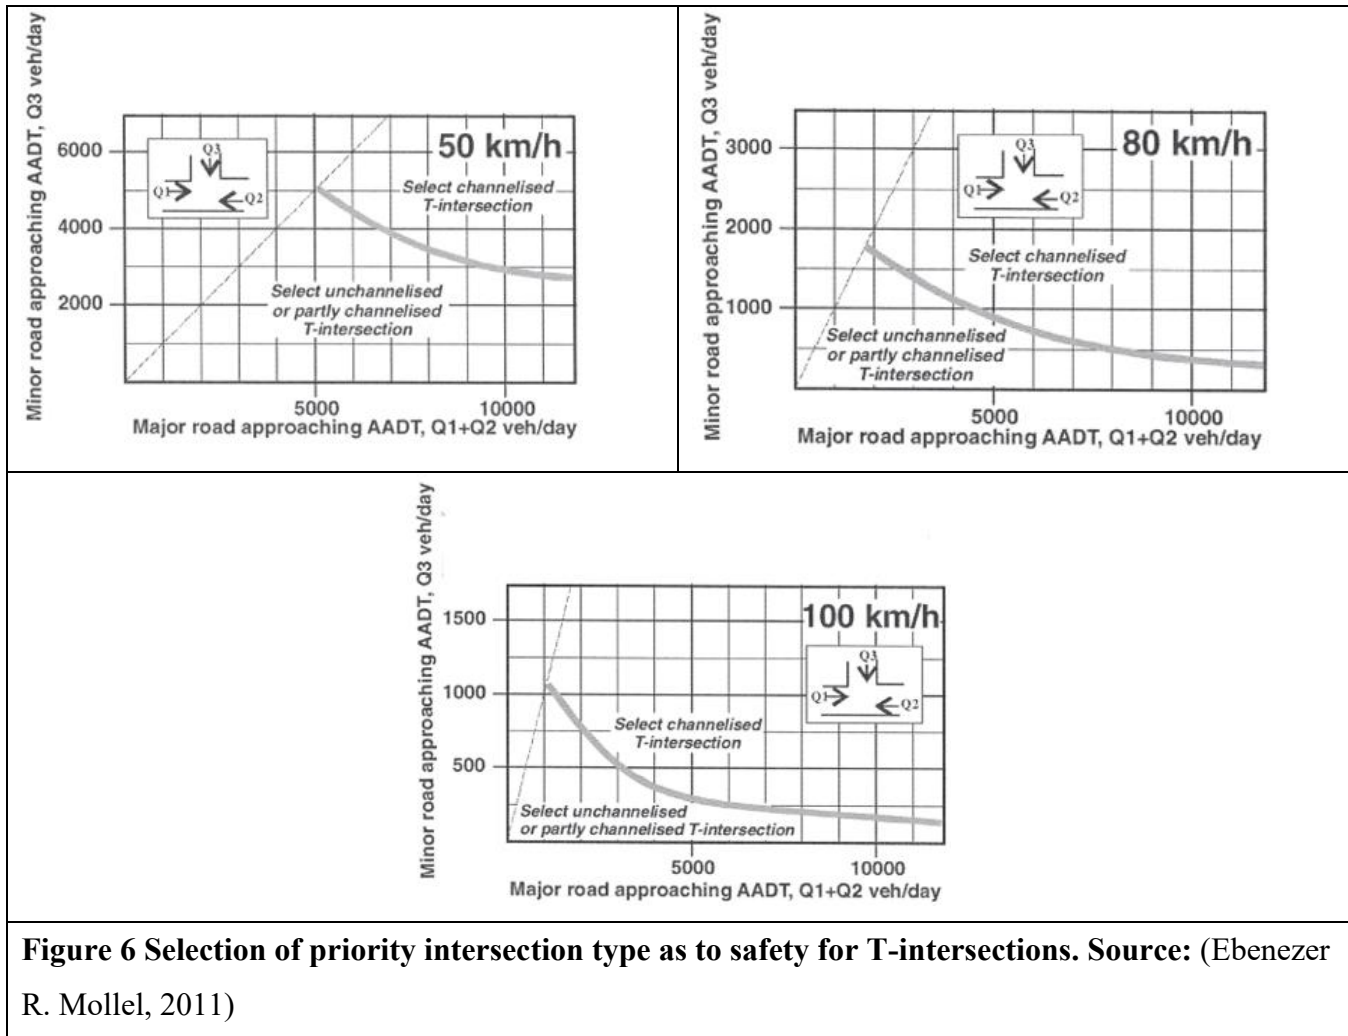 Minor road approaching AADT, Q3 veh/day
6000
4000
2000
Q3
Q1
Q2
50 km/h
Select channelised
T-intersection
Select unchannelised
or partly channelised
T-intersection
5000
10000
Major road approaching AADT, Q1+Q2 veh/day
Minor road approaching AADT, Q3 veh/day
3000
2000
1000
Q3
Q1
Q2
80 km/h
Select channelised
T-intersection
Select unchannelised
or partly channelised
T-intersection
5000
10000
Major road approaching AADT, Q1+Q2 veh/day
Minor road approaching AADT, Q3 veh/day
1500
1000
500
100 km/h
Q3
Q1
Q2
Select channelised
T-intersection
Select unchannelised
or partly channelised T-intersection
5000
10000
Major road approaching AADT, Q1+Q2 veh/day
Figure 6 Selection of priority intersection type as to safety for T-intersections. Source: (Ebenezer
R. Mollel, 2011)